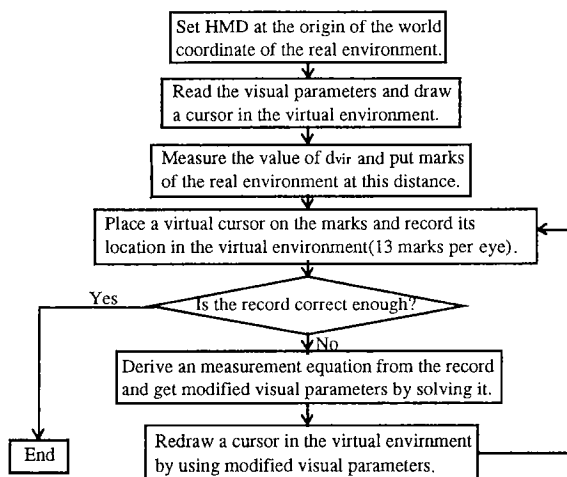 Set HMD at the origin of the world
coordinate of the real environment.
Read the visual parameters and draw
a cursor in the virtual environment.
Measure the value of dvir and put marks
of the real environment at this distance.
Place a virtual cursor on the marks and record its
location in the virtual environment(13 marks per eye).
Yes
Is the record correct enough?
No
Derive an measurement equation from the record
and get modified visual parameters by solving it.
End
Redraw a cursor in the virtual envirnment
by using modified visual parameters.